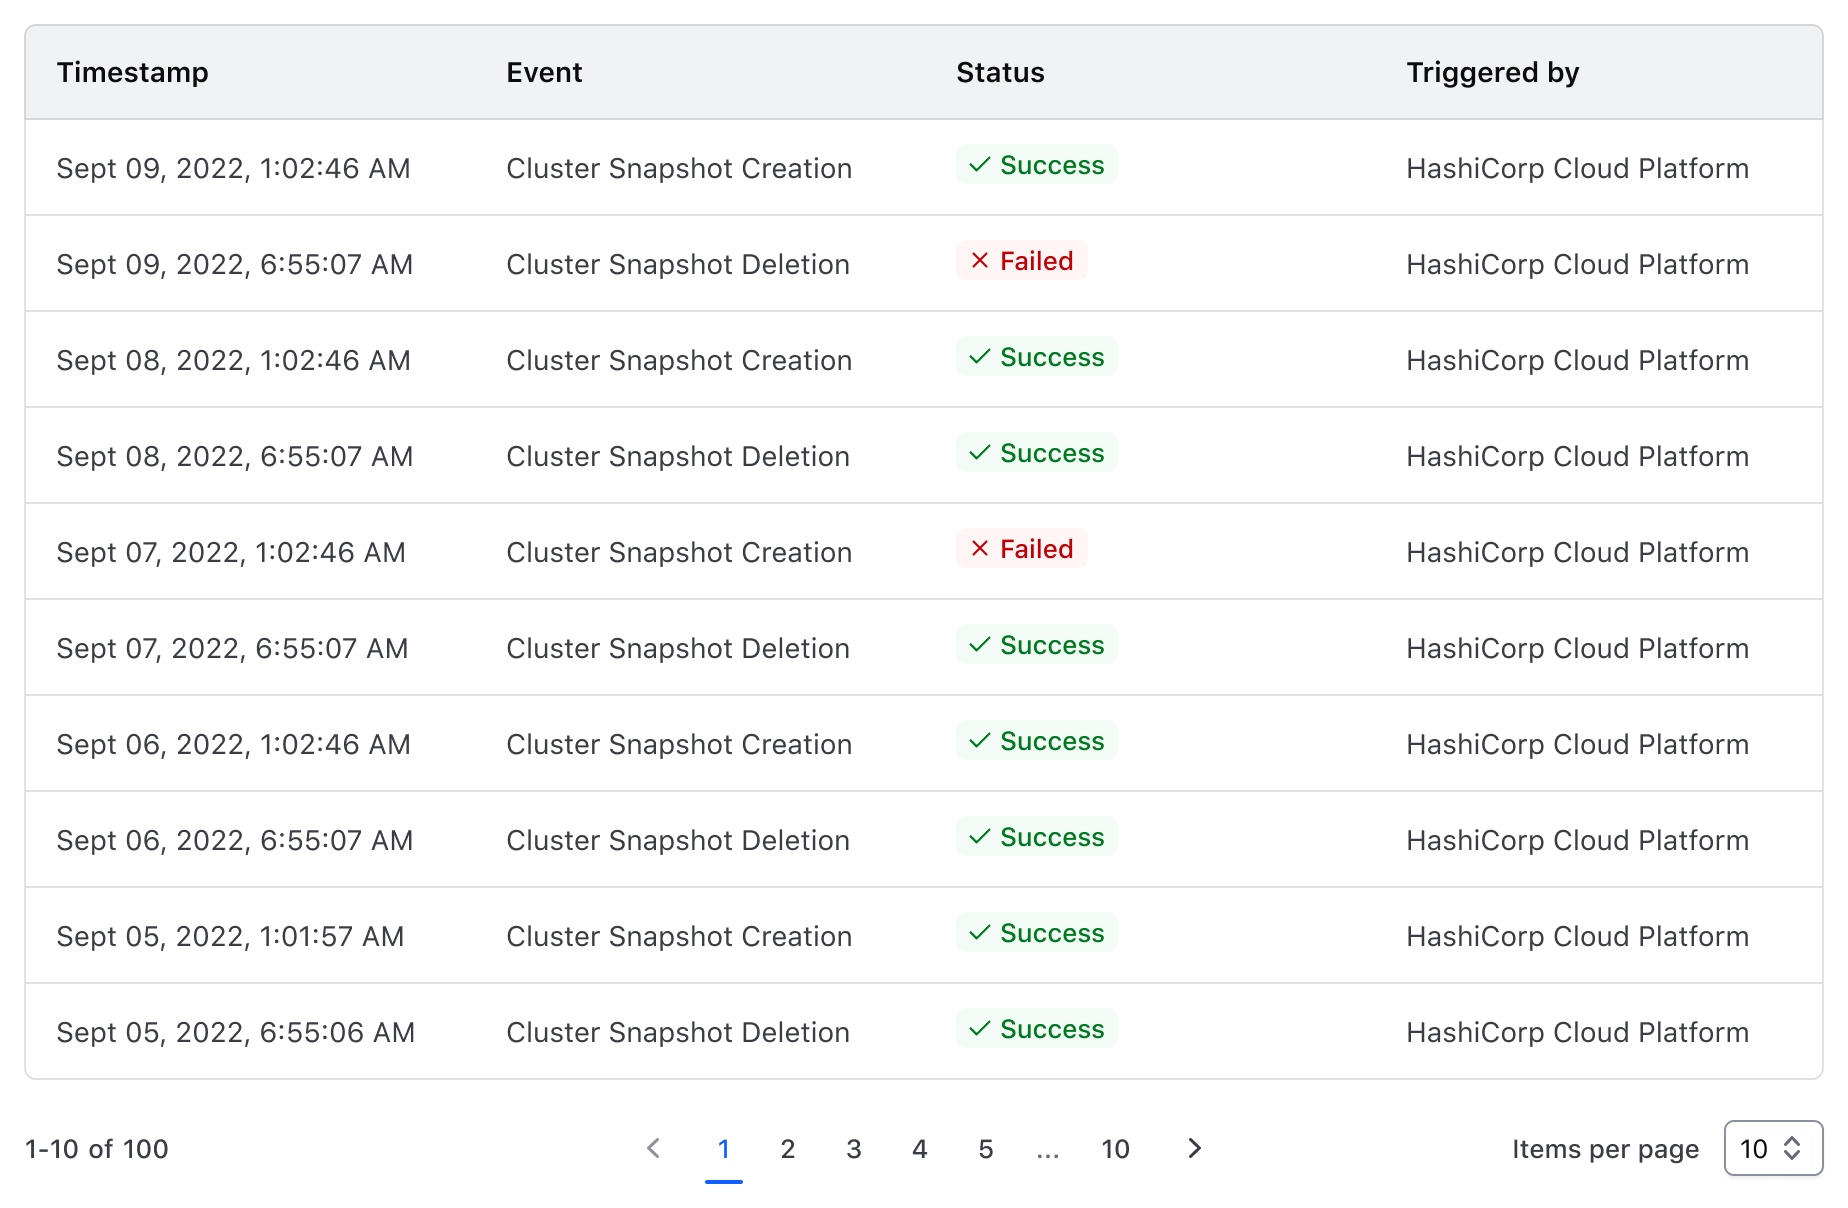 Timestamp Event Status Triggered by
Sept 09, 2022, 1:02:46 AM Cluster Snapshot Creation Success HashiCorp Cloud Platform
Sept 09, 2022, 6:55:07 AM Cluster Snapshot Deletion Failed HashiCorp Cloud Platform
Sept 08, 2022, 1:02:46 AM Cluster Snapshot Creation Success HashiCorp Cloud Platform
Sept 08, 2022, 6:55:07 AM Cluster Snapshot Deletion Success HashiCorp Cloud Platform
Sept 07, 2022, 1:02:46 AM Cluster Snapshot Creation Failed HashiCorp Cloud Platform
Sept 07, 2022, 6:55:07 AM Cluster Snapshot Deletion Success HashiCorp Cloud Platform
Sept 06, 2022, 1:02:46 AM Cluster Snapshot Creation Success HashiCorp Cloud Platform
Sept 06, 2022, 6:55:07 AM Cluster Snapshot Deletion Success HashiCorp Cloud Platform
Sept 05, 2022, 1:01:57 AM Cluster Snapshot Creation Success HashiCorp Cloud Platform
Sept 05, 2022, 6:55:06 AM Cluster Snapshot Deletion Success HashiCorp Cloud Platform
1-10 of 100 1 2 3 4 5 ... 10 Items per page 10